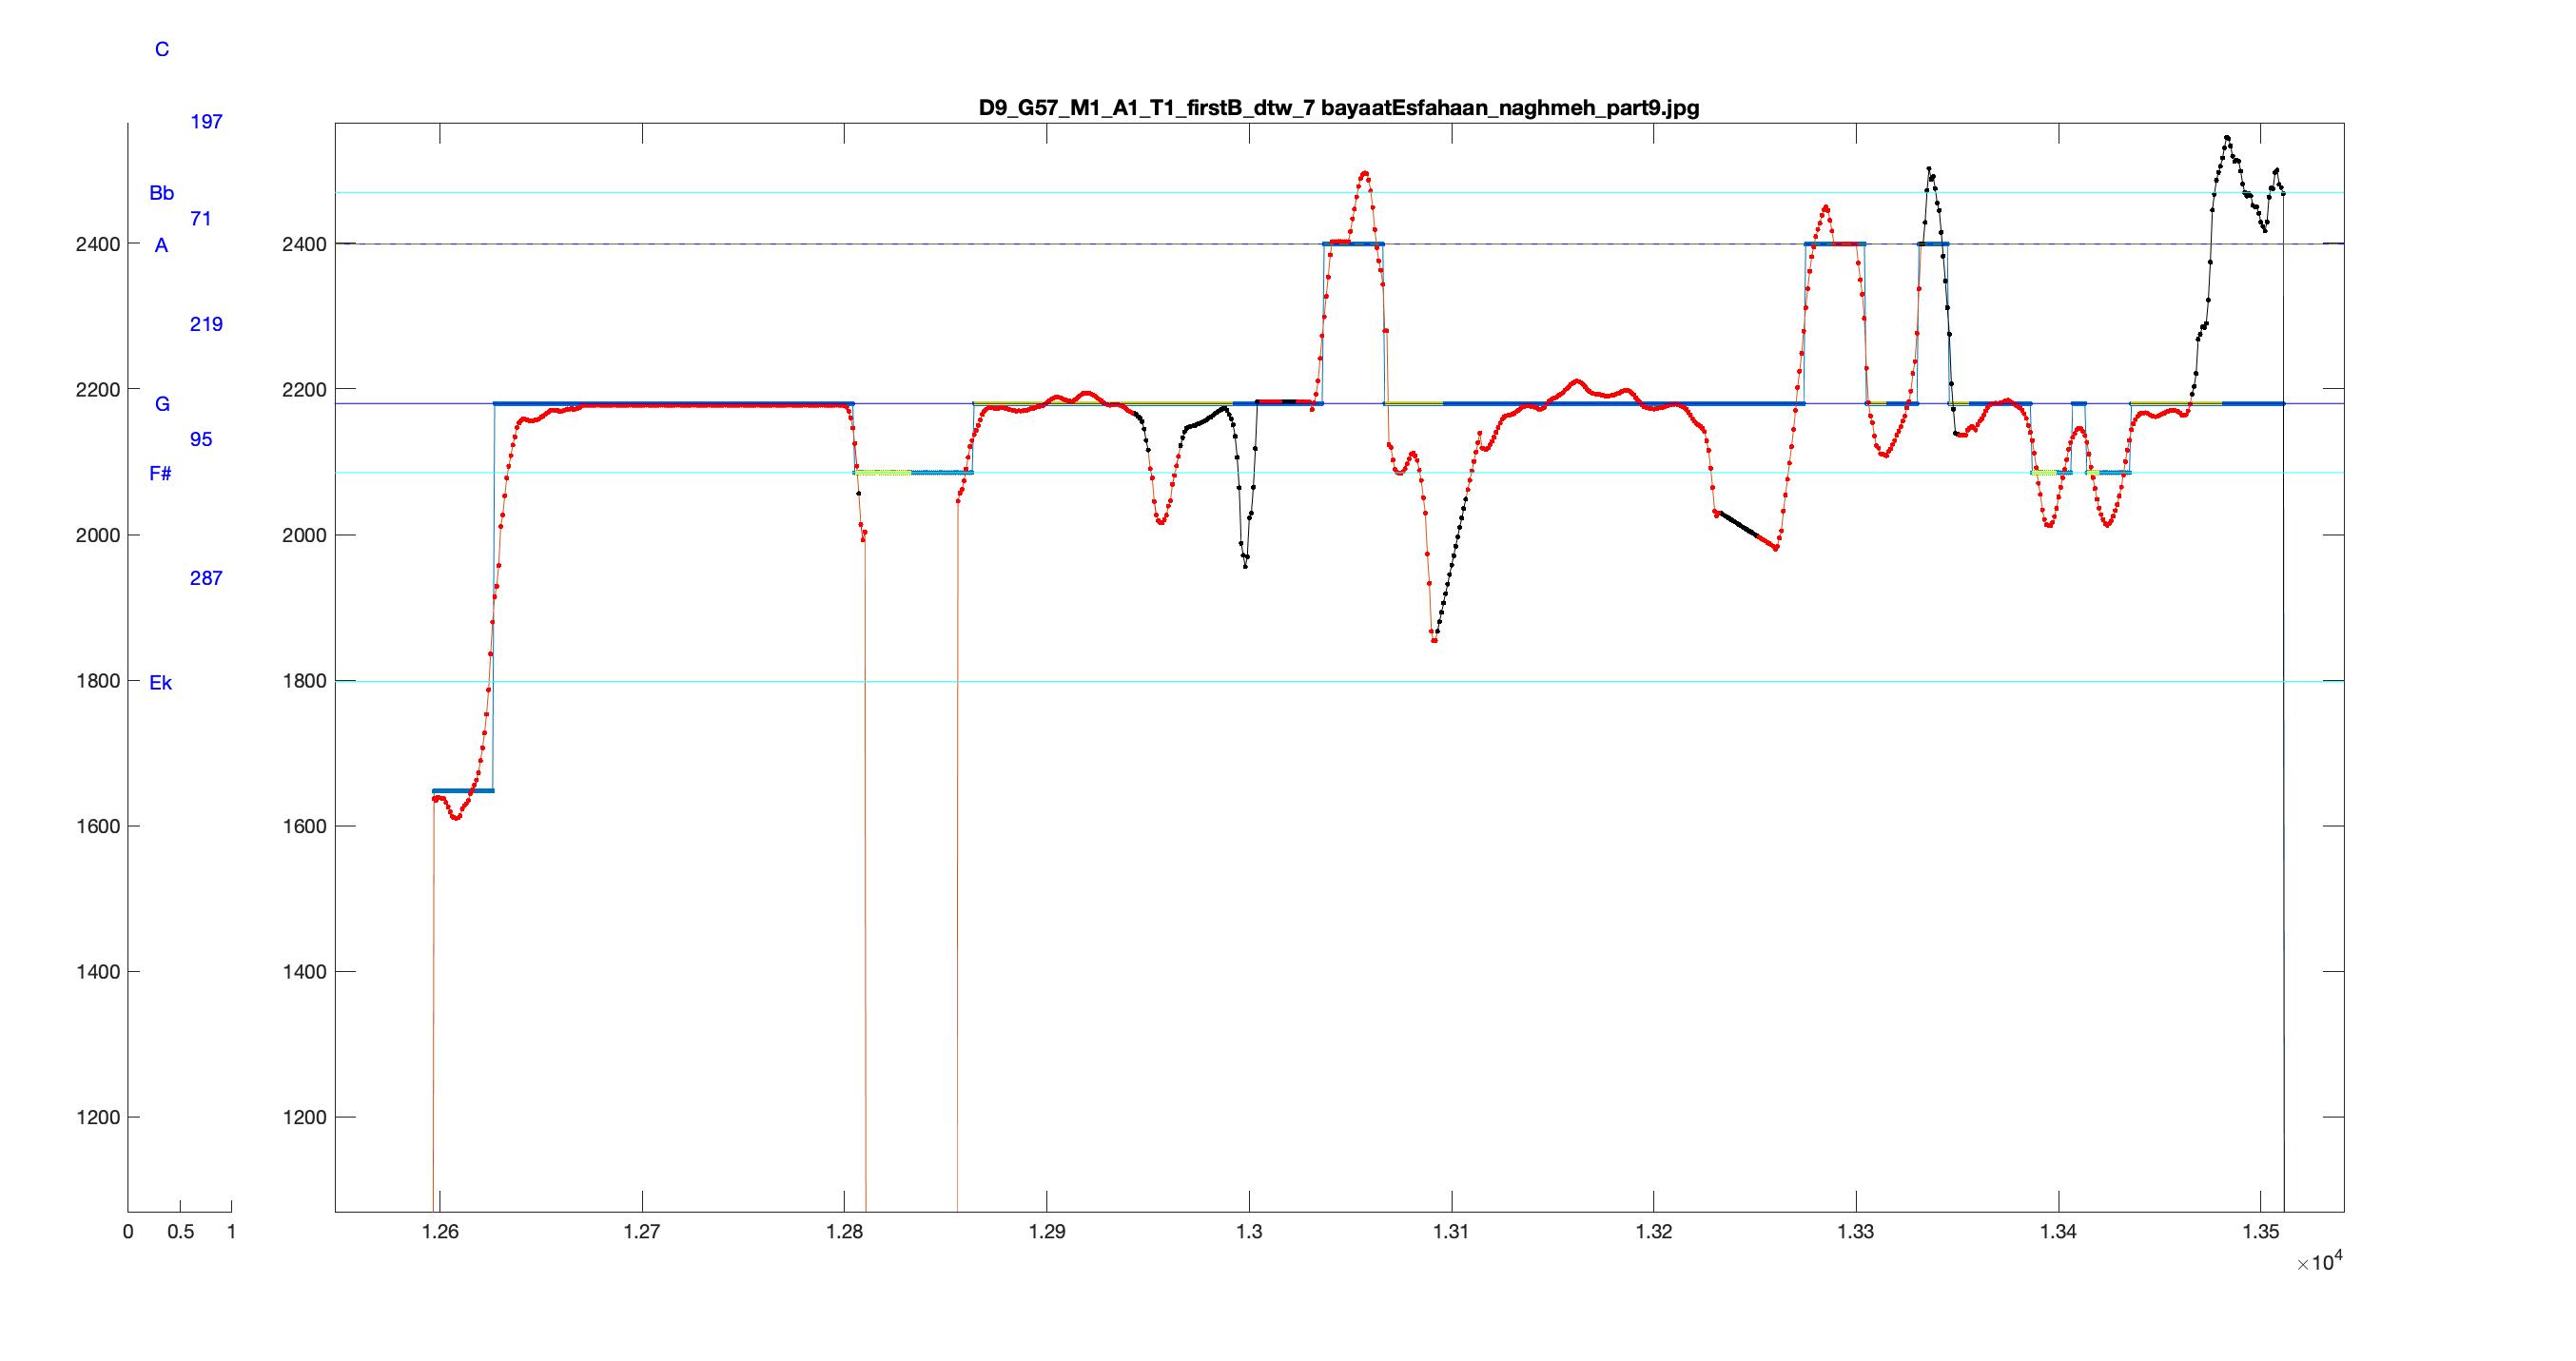 C
D9_G57_M1_A1_T1_firstB_dtw_7 bayaatEsfahaan_naghmeh_part9.jpg
197
Bb
71
2400 A 2400
219
2200 2200
G
95
F#
2000 2000
287
1800 Ek 1800
1600 1600
1400 1400
1200 1200
0 0.5 1 1.26 1.27 1.28 1.29 1.3 1.31 1.32 1.33 1.34 1.35
×10⁴